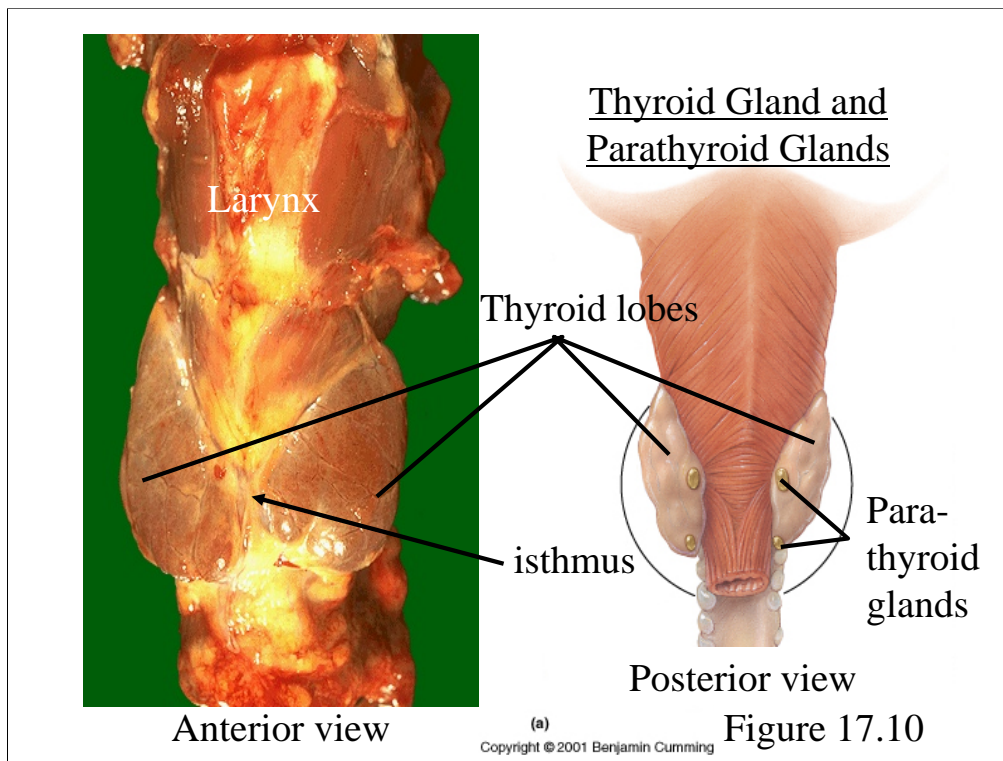 Thyroid Gland and
Parathyroid Glands
Larynx
Thyroid lobes
isthmus
Para-
thyroid
glands
Posterior view
Anterior view
(a)
Figure 17.10
Copyright © 2001 Benjamin Cumming